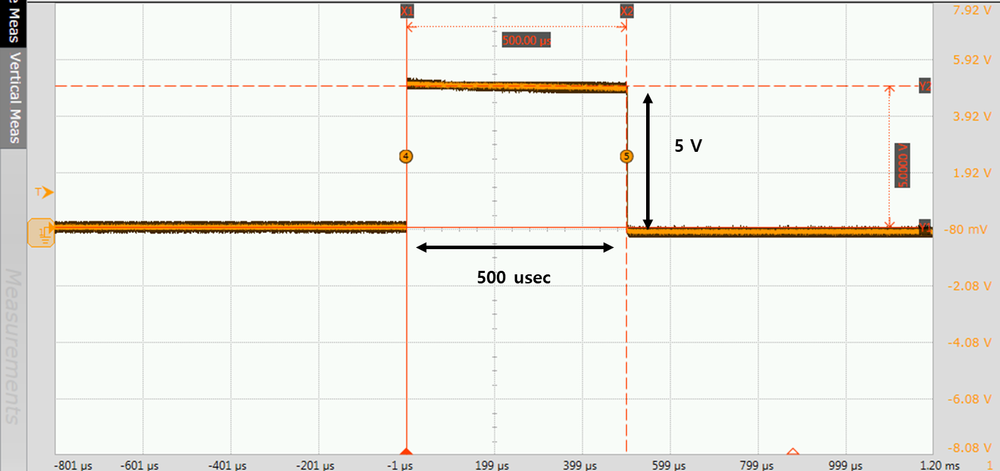 e Meas
Vertical Meas
Measurements
X1
X2
7.92 V
500.00 µs
5.92 V
Y2
3.92 V
4
5
5 V
5.0000 V
1.92 V
T
1
Y1
-80 mV
500 usec
-2.08 V
-4.08 V
-6.08 V
-8.08 V
-801 µs
-601 µs
-401 µs
-201 µs
-1 µs
199 µs
399 µs
599 µs
799 µs
999 µs
1.20 ms
1